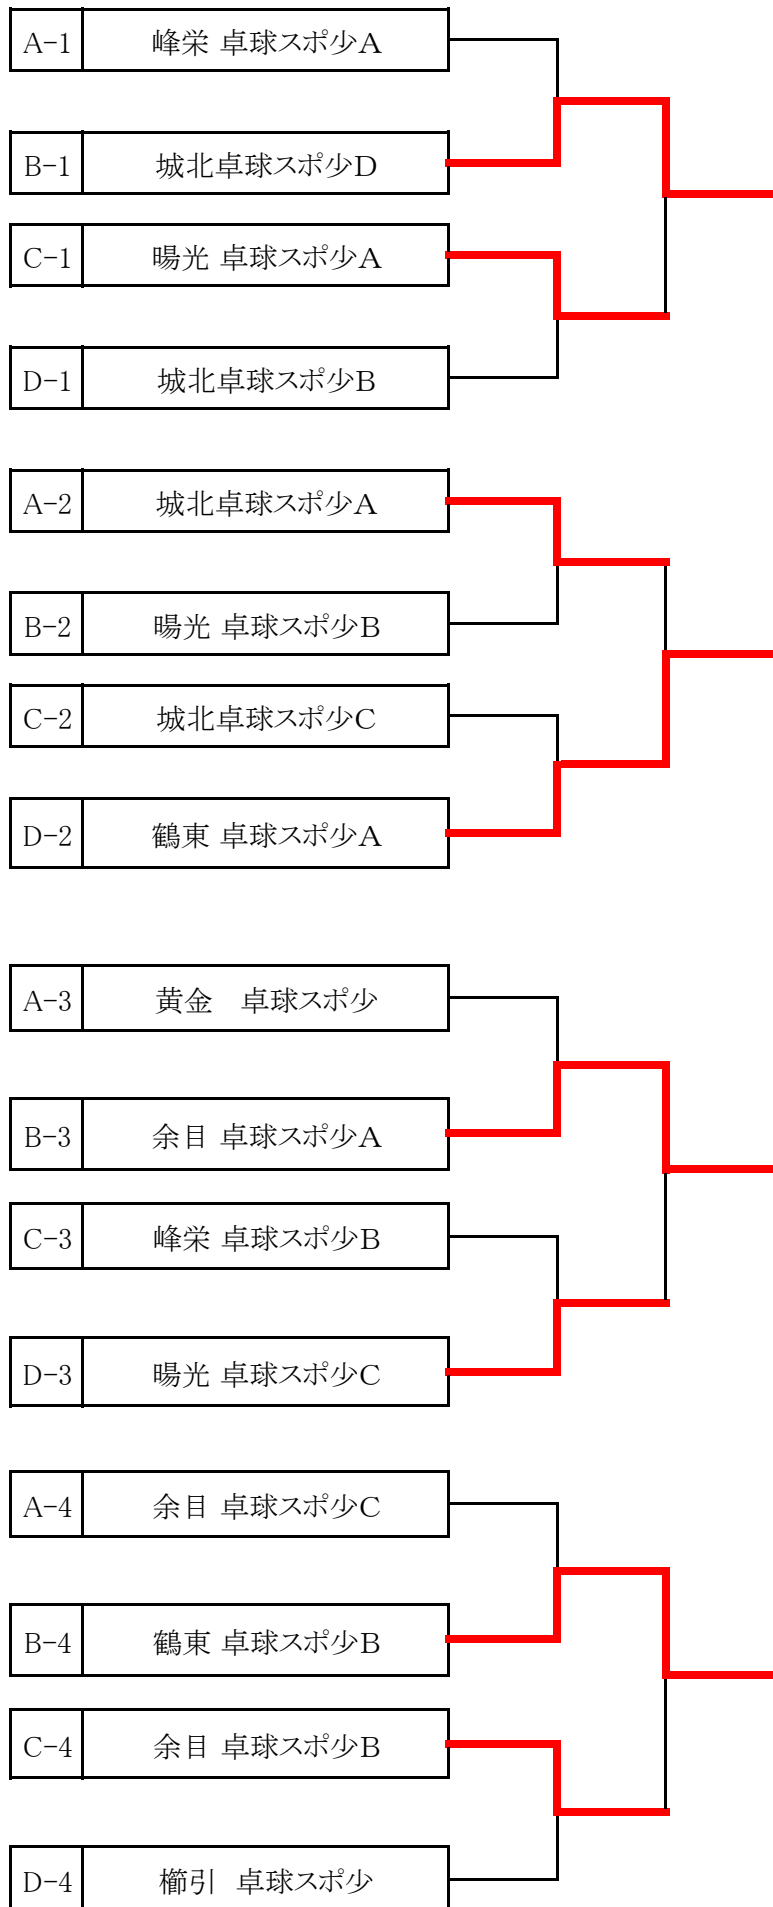 A-1 峰栄 卓球スポ少A
B-1 城北卓球スポ少D
C-1 暘光 卓球スポ少A
D-1 城北卓球スポ少B
A-2 城北卓球スポ少A
B-2 暘光 卓球スポ少B
C-2 城北卓球スポ少C
D-2 鶴東 卓球スポ少A
A-3 黄金　卓球スポ少
B-3 余目 卓球スポ少A
C-3 峰栄 卓球スポ少B
D-3 暘光 卓球スポ少C
A-4 余目 卓球スポ少C
B-4 鶴東 卓球スポ少B
C-4 余目 卓球スポ少B
D-4 櫛引　卓球スポ少